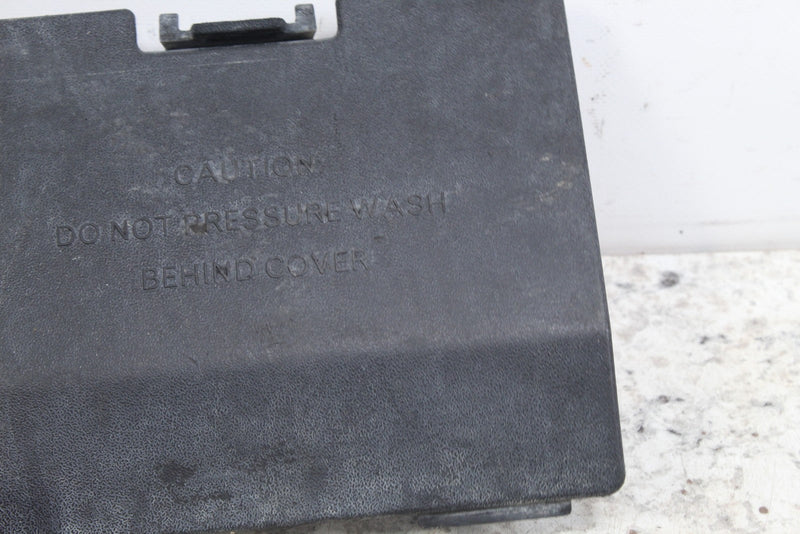 CAUTION
DO NOT PRESSURE WASH
BEHIND COVER